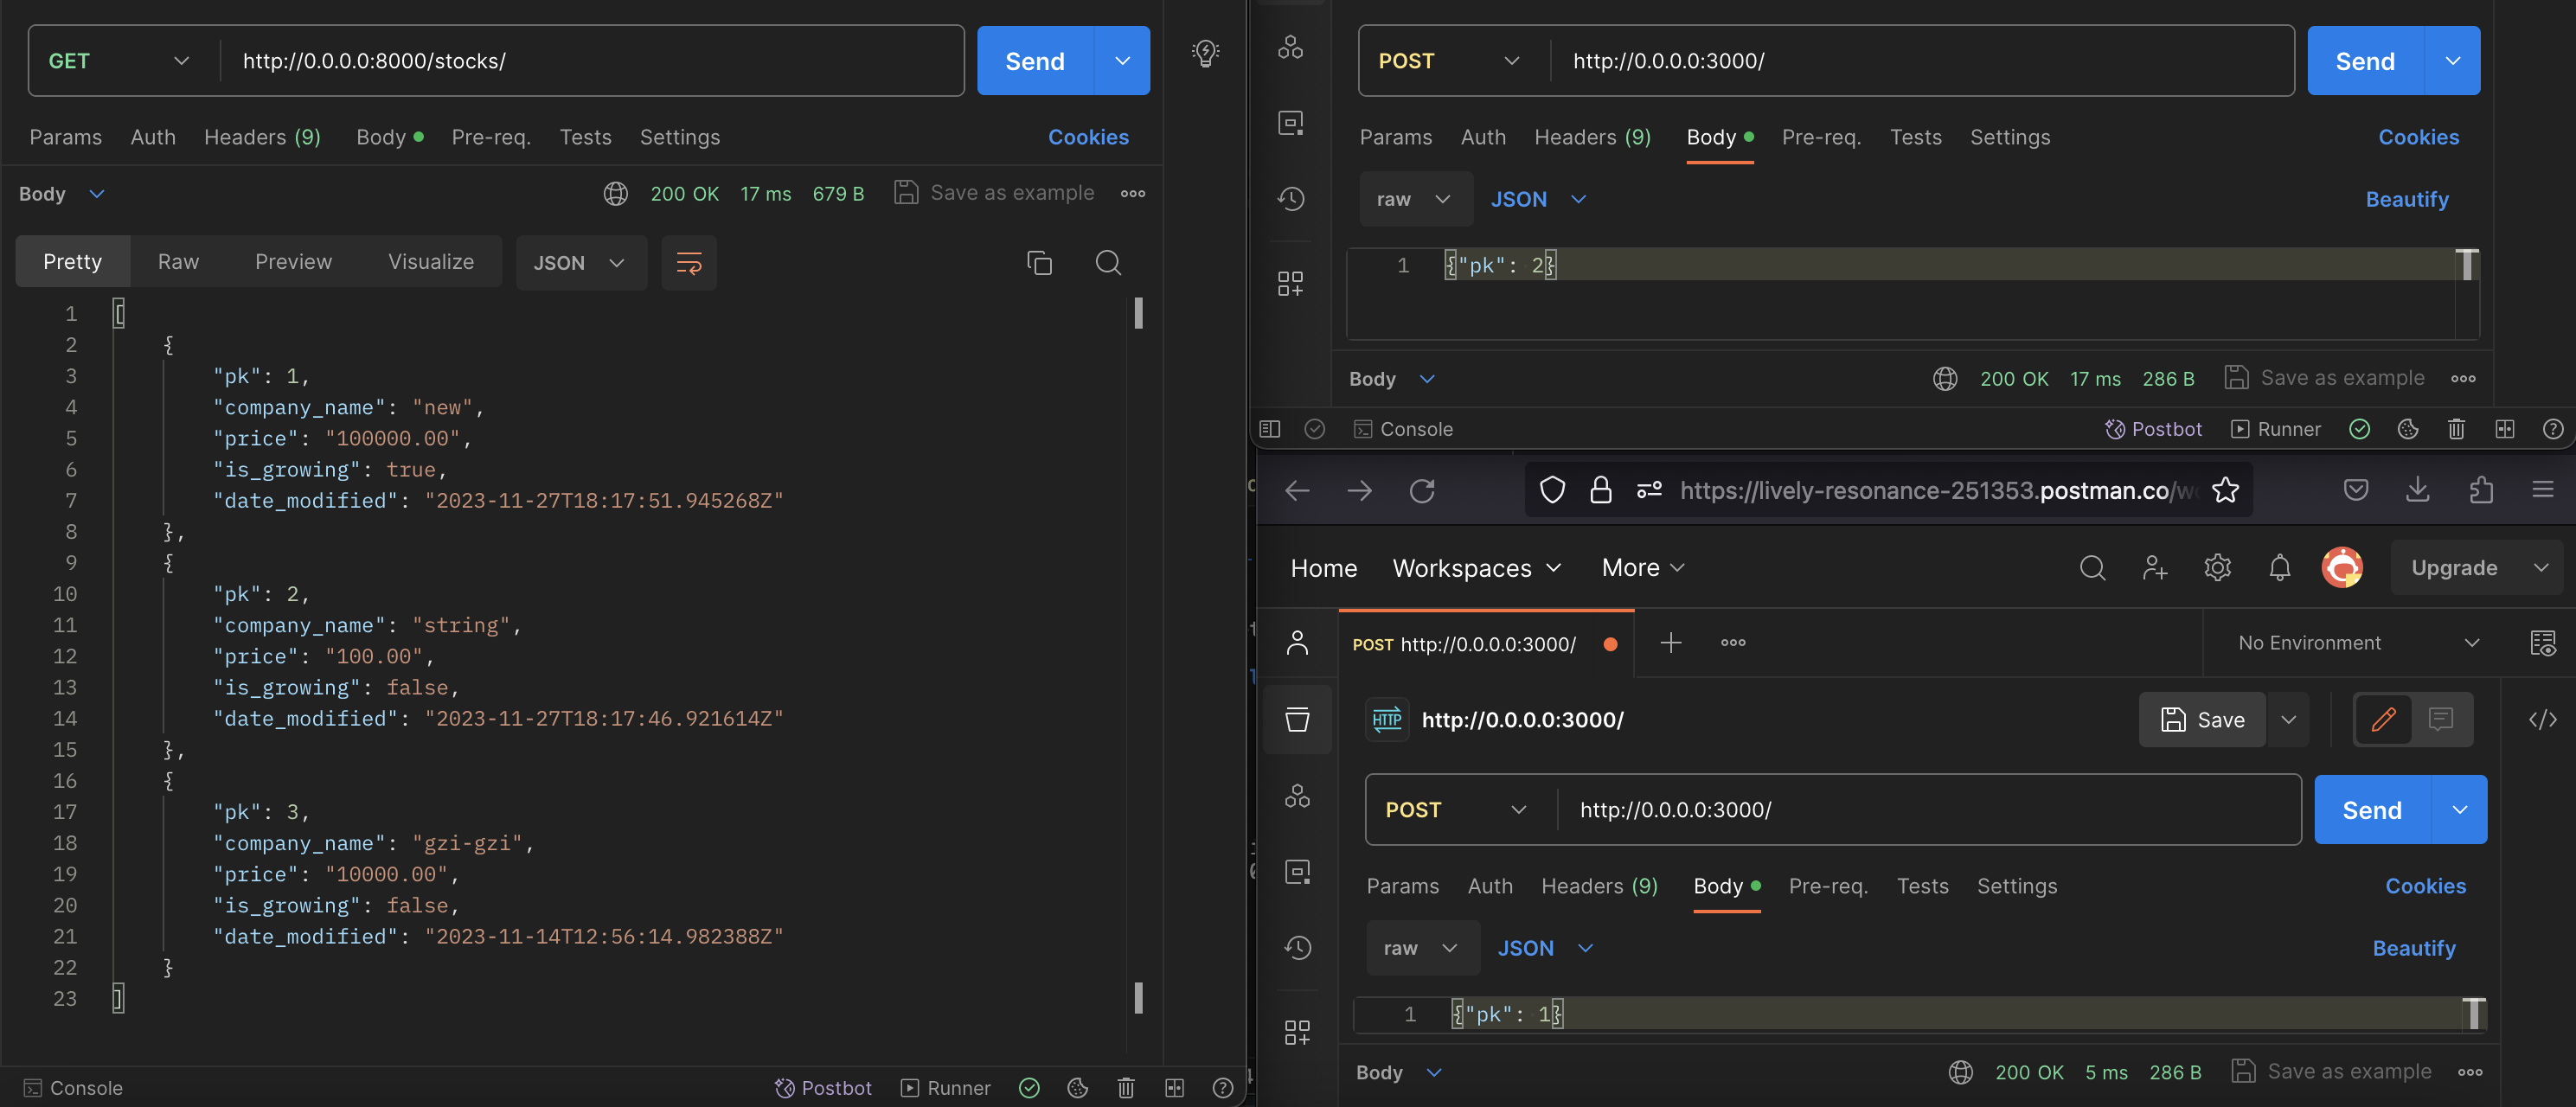 GET http://0.0.0.0:8000/stocks/ Send
Params Auth Headers (9) Body Pre-req. Tests Settings Cookies
Body 200 OK 17 ms 679 B Save as example
Pretty Raw Preview Visualize JSON
1 [
2 {
3 "pk": 1,
4 "company_name": "new",
5 "price": "100000.00",
6 "is_growing": true,
7 "date_modified": "2023-11-27T18:17:51.945268Z"
8 },
9 {
10 "pk": 2,
11 "company_name": "string",
12 "price": "100.00",
13 "is_growing": false,
14 "date_modified": "2023-11-27T18:17:46.921614Z"
15 },
16 {
17 "pk": 3,
18 "company_name": "gzi-gzi",
19 "price": "10000.00",
20 "is_growing": false,
21 "date_modified": "2023-11-14T12:56:14.982388Z"
22 }
23 ]
Console Postbot Runner
POST http://0.0.0.0:3000/ Send
Params Auth Headers (9) Body Pre-req. Tests Settings Cookies
raw JSON Beautify
1 {"pk": 2}
Body 200 OK 17 ms 286 B Save as example
Console Postbot Runner
https://lively-resonance-251353.postman.co/w
Home Workspaces More Upgrade
POST http://0.0.0.0:3000/ No Environment
HTTP http://0.0.0.0:3000/ Save
POST http://0.0.0.0:3000/ Send
Params Auth Headers (9) Body Pre-req. Tests Settings Cookies
raw JSON Beautify
1 {"pk": 1}
Body 200 OK 5 ms 286 B Save as example